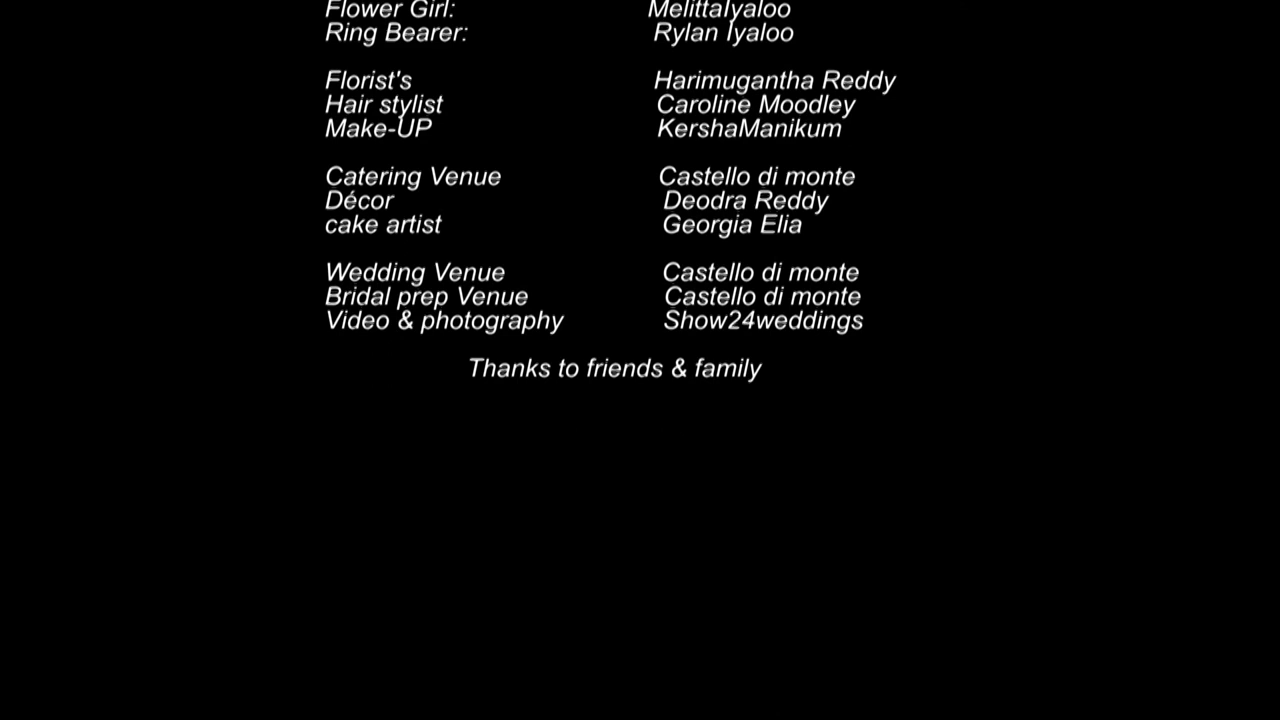 Flower Girl: MelittaIyaloo
Ring Bearer: Rylan Iyaloo
Florist's Harimugantha Reddy
Hair stylist Caroline Moodley
Make-UP KershaManikum
Catering Venue Castello di monte
Décor Deodra Reddy
cake artist Georgia Elia
Wedding Venue Castello di monte
Bridal prep Venue Castello di monte
Video & photography Show24weddings
Thanks to friends & family